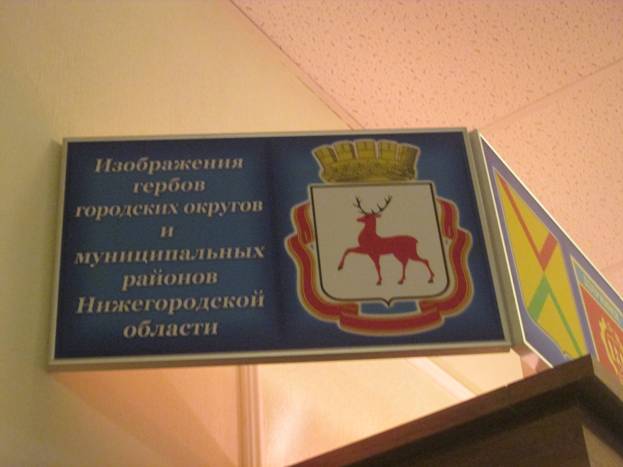 Изображения
гербов
городских округов
и
муниципальных
районов
Нижегородской
области